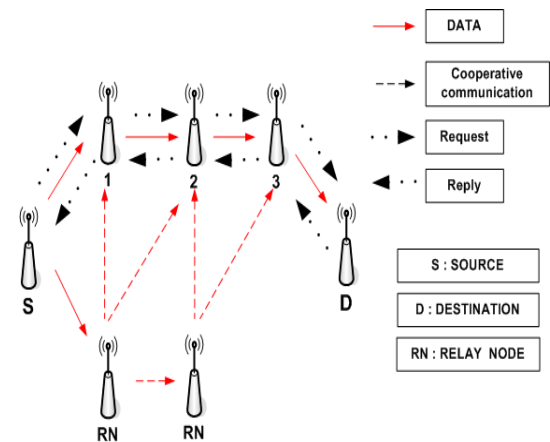 DATA
Cooperative
communication
Request
Reply
1
2
3
S
D
S : SOURCE
D : DESTINATION
RN : RELAY NODE
RN
RN